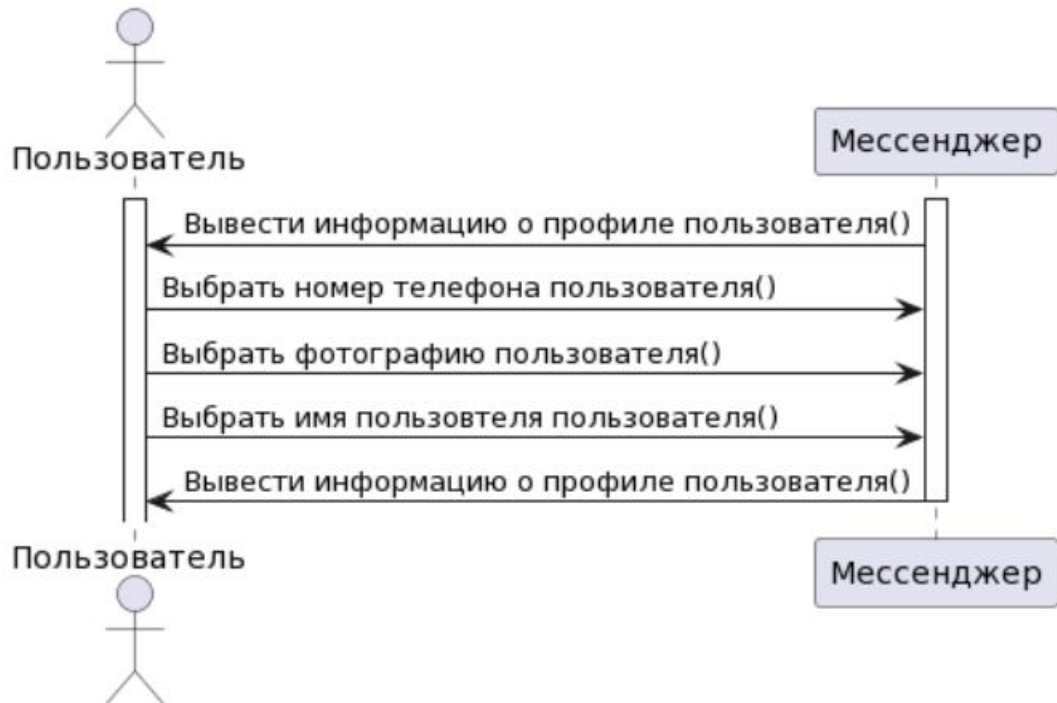 Пользователь
Мессенджер
Вывести информацию о профиле пользователя()
Выбрать номер телефона пользователя()
Выбрать фотографию пользователя()
Выбрать имя пользовтеля пользователя()
Вывести информацию о профиле пользователя()
Пользователь
Мессенджер